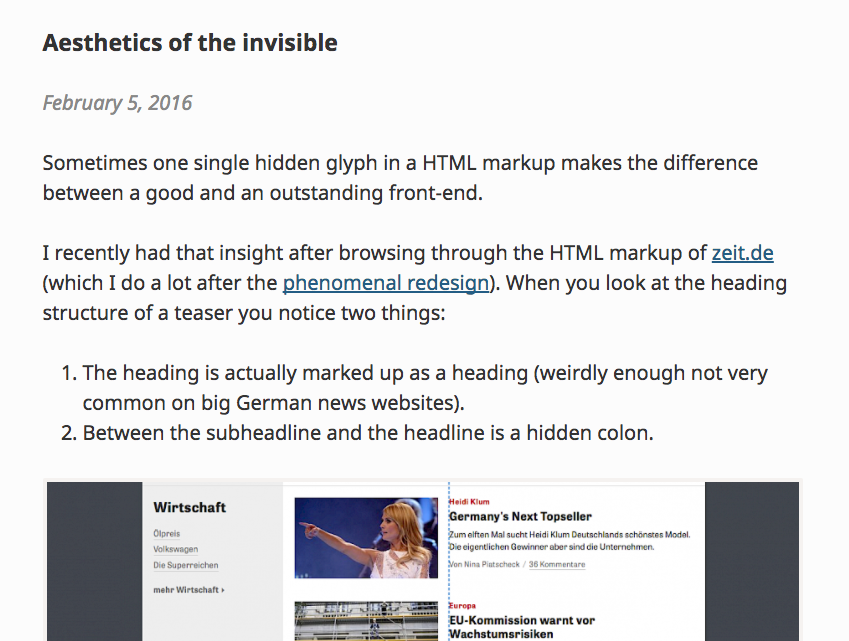 Aesthetics of the invisible
February 5, 2016
Sometimes one single hidden glyph in a HTML markup makes the difference
between a good and an outstanding front-end.
I recently had that insight after browsing through the HTML markup of zeit.de
(which I do a lot after the phenomenal redesign). When you look at the heading
structure of a teaser you notice two things:
1. The heading is actually marked up as a heading (weirdly enough not very
common on big German news websites).
2. Between the subheadline and the headline is a hidden colon.
Wirtschaft
Ölpreis
Volkswagen
Die Superreichen
mehr Wirtschaft ›
Heidi Klum
Germany's Next Topseller
Zum elften Mal sucht Heidi Klum Deutschlands schönstes Model.
Die eigentlichen Gewinner aber sind die Unternehmen.
Von Nina Piatscheck / 36 Kommentare
Europa
EU-Kommission warnt vor
Wachstumsrisiken